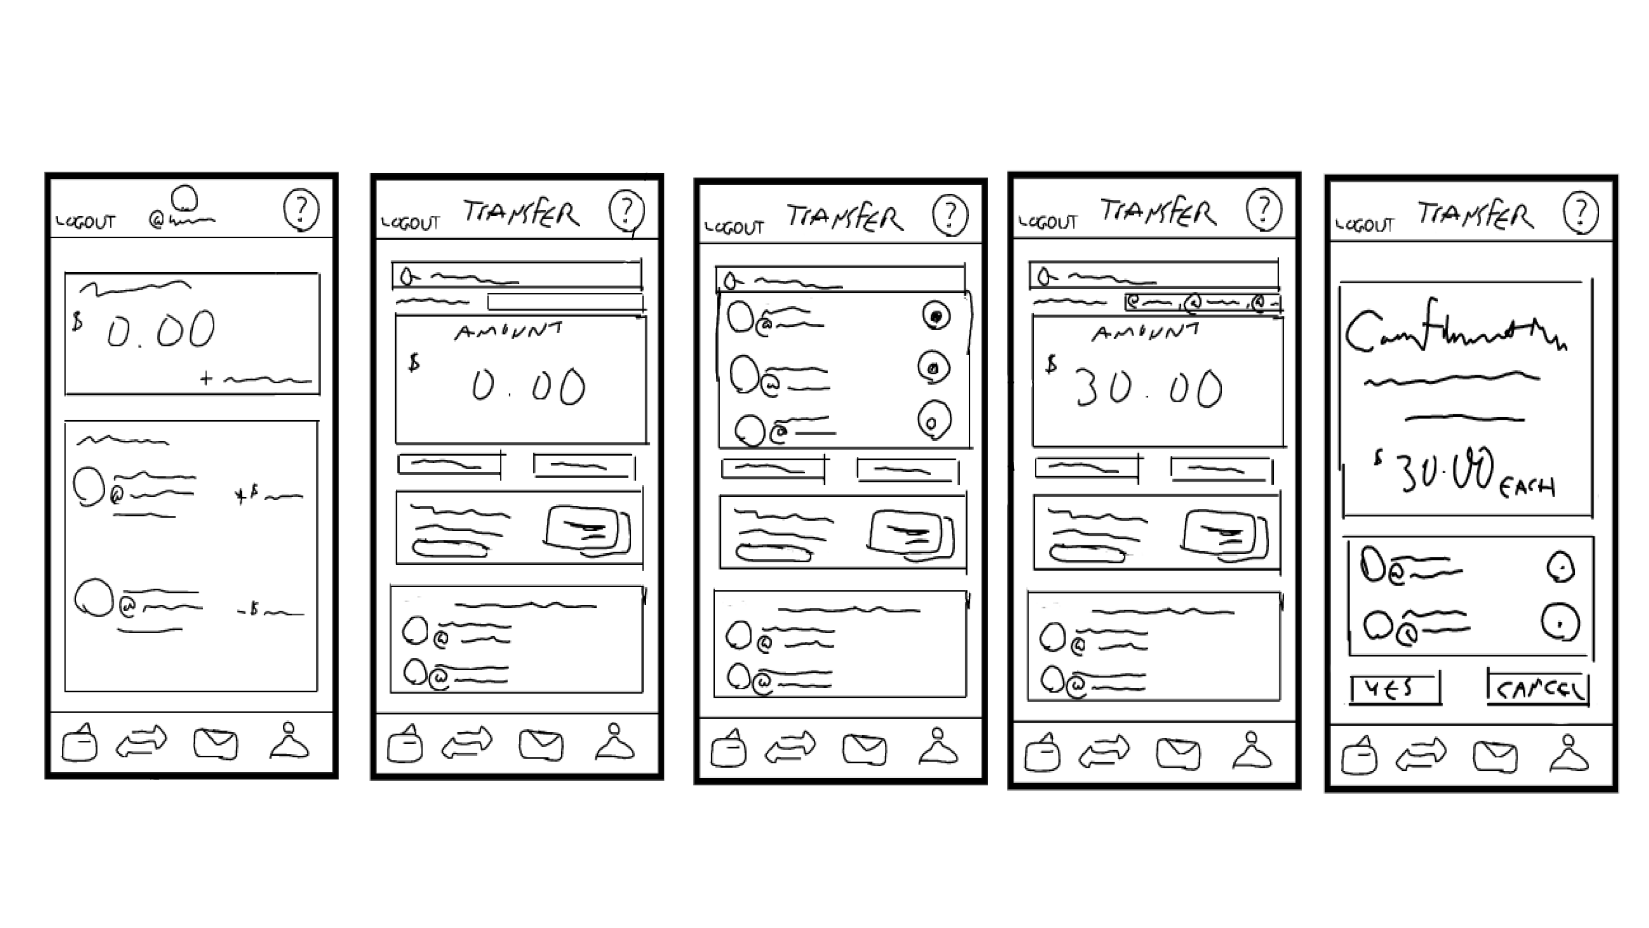 LOGOUT
@
?
$ 0.00
+
@
+$
@
-$
LOGOUT TRANSFER ?
AMOUNT
$ 0.00
@
@
LOGOUT TRANSFER ?
@
@
@
@
@
LOGOUT TRANSFER ?
@ , @ , @
AMOUNT
$ 30.00
@
@
LOGOUT TRANSFER ?
$ 30.00 EACH
@
@
YES CANCEL